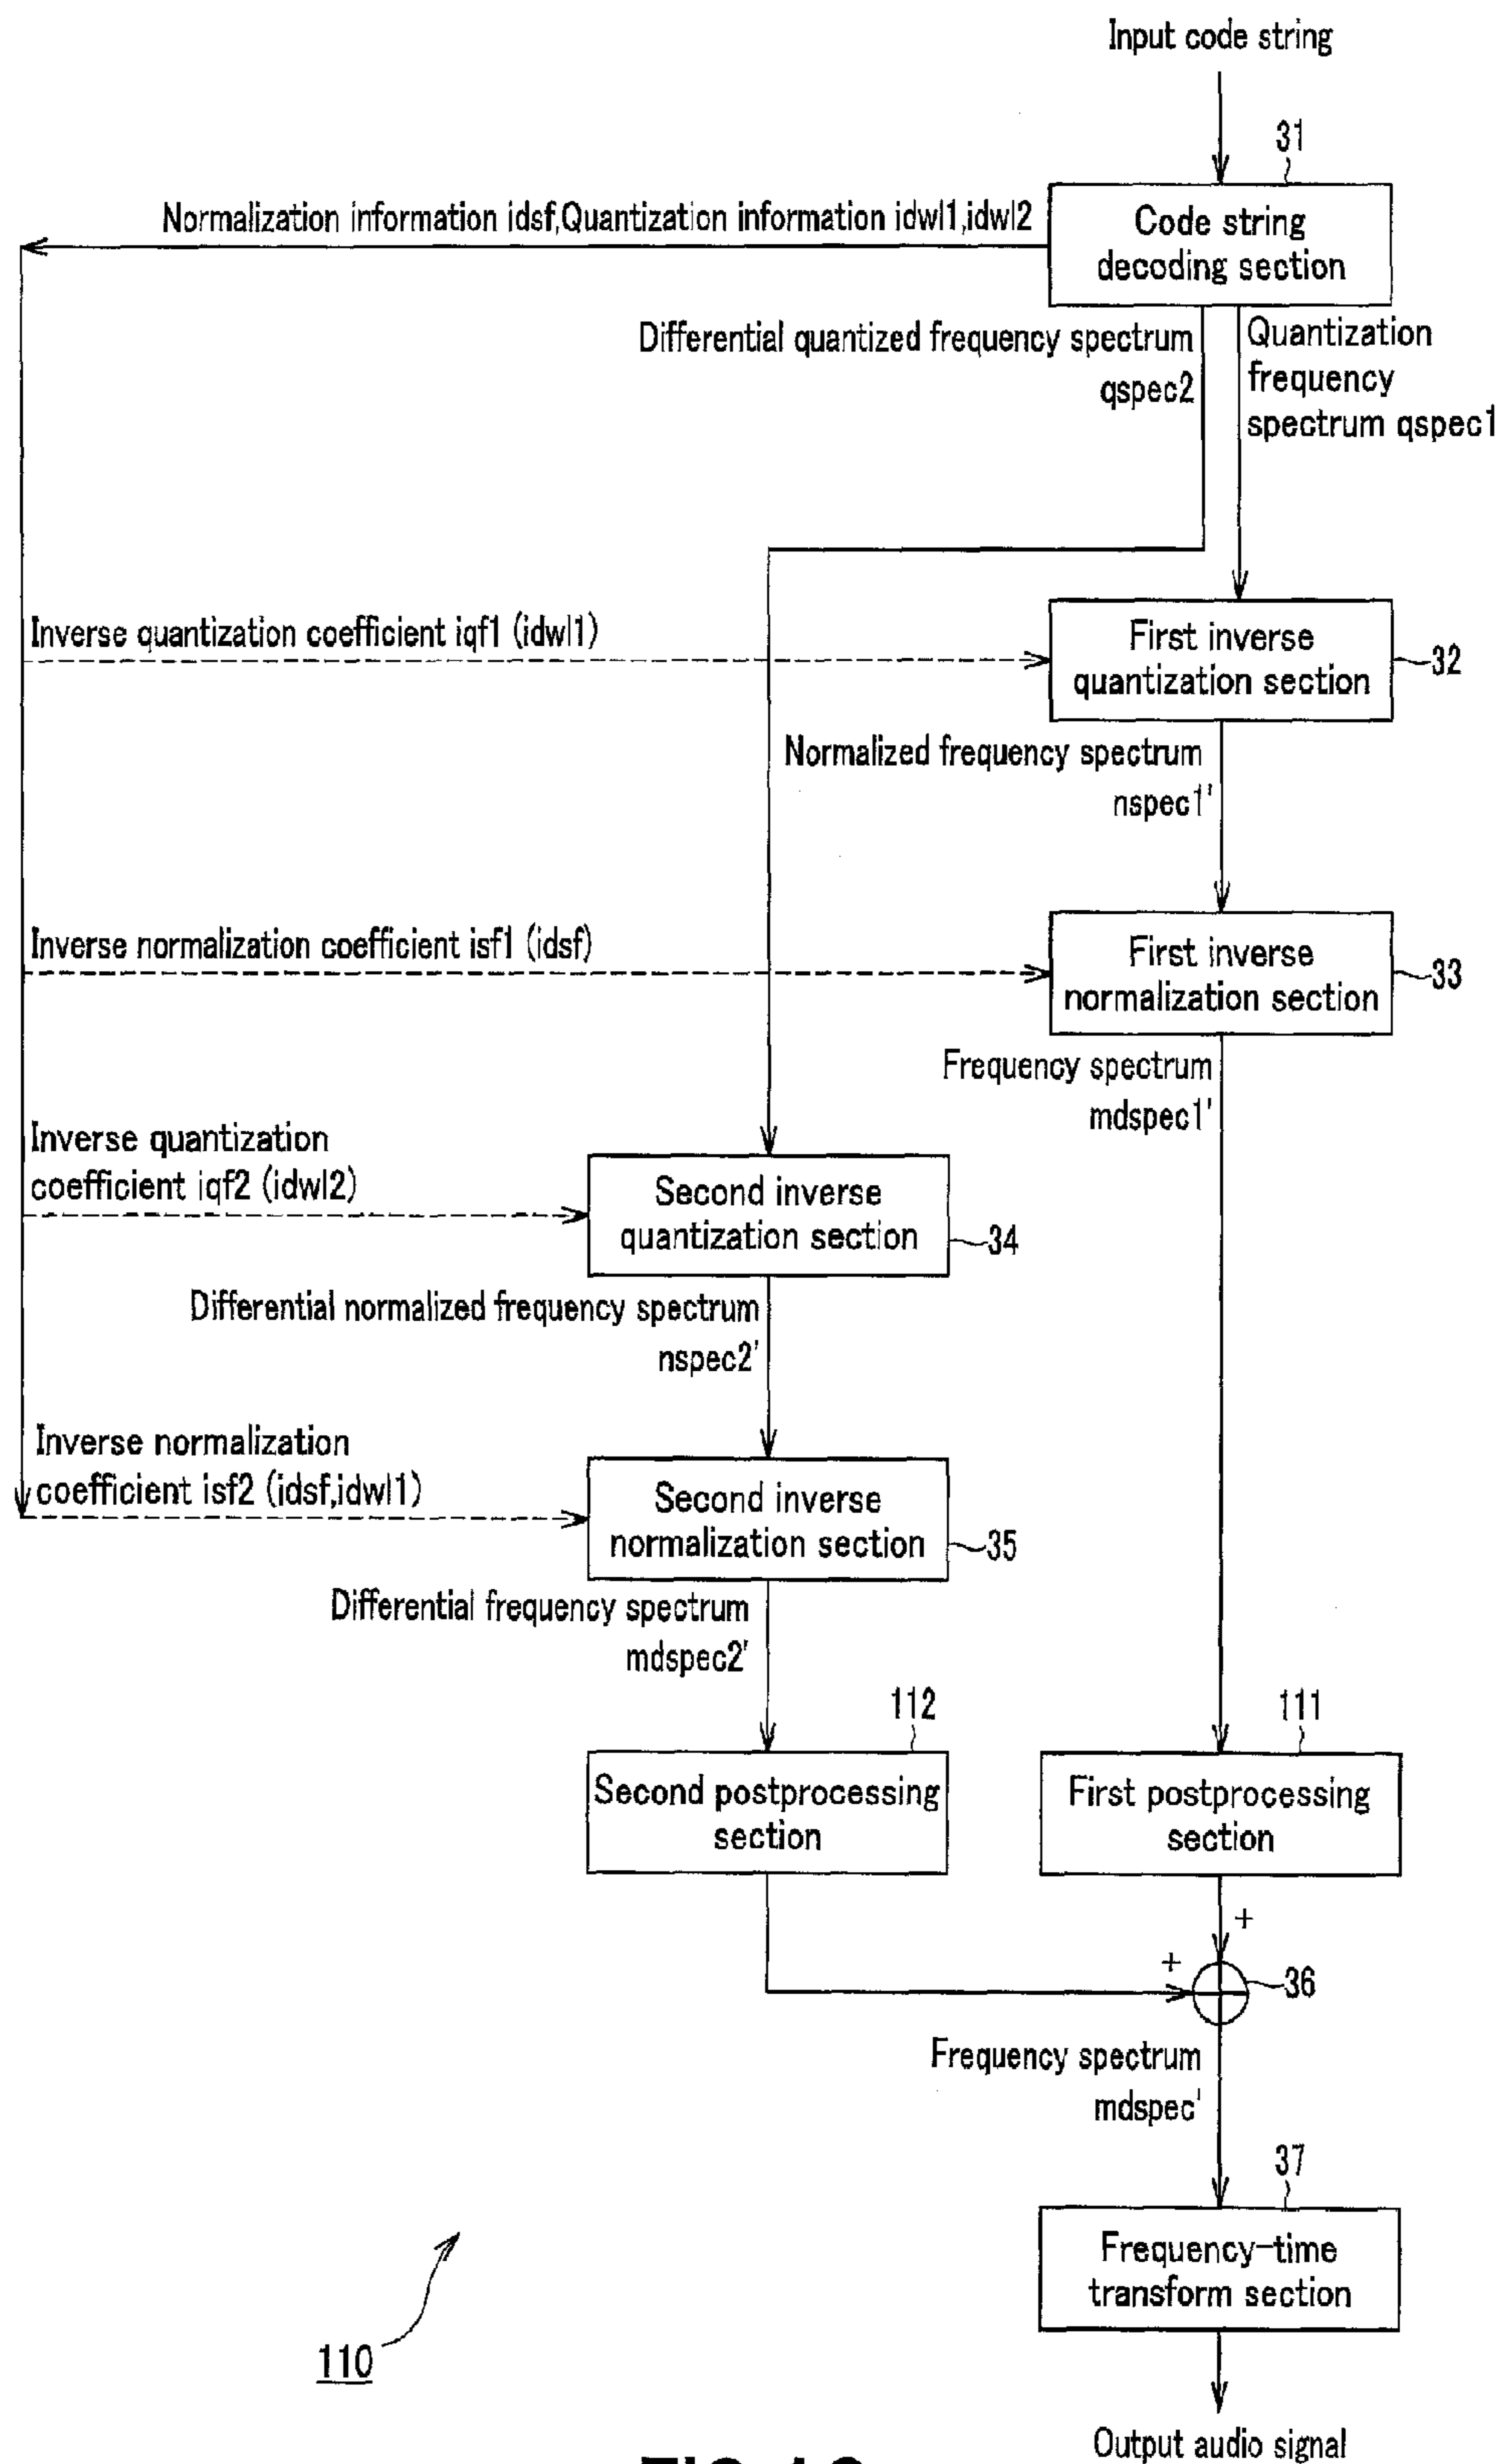 Input code string
31
Code string
decoding section
Normalization information idsf,Quantization information idwl1,idwl2
Differential quantized frequency spectrum
qspec2
Quantization
frequency
spectrum qspec1
Inverse quantization coefficient iqf1 (idwl1)
First inverse
quantization section
32
Normalized frequency spectrum
nspec1'
Inverse normalization coefficient isf1 (idsf)
First inverse
normalization section
33
Frequency spectrum
mdspec1'
Inverse quantization
coefficient iqf2 (idwl2)
Second inverse
quantization section
34
Differential normalized frequency spectrum
nspec2'
Inverse normalization
coefficient isf2 (idsf,idwl1)
Second inverse
normalization section
35
Differential frequency spectrum
mdspec2'
112
Second postprocessing
section
111
First postprocessing
section
+
+
36
Frequency spectrum
mdspec'
37
Frequency-time
transform section
110
Output audio signal